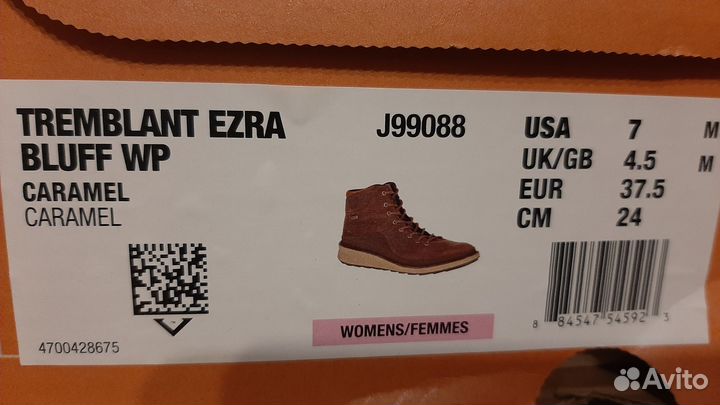 TREMBLANT EZRA
BLUFF WP
CARAMEL
CARAMEL
J99088
USA 7 M
UK/GB 4.5 M
EUR 37.5
CM 24
WOMENS/FEMMES
4700428675
8 84547 54592 3
Avito